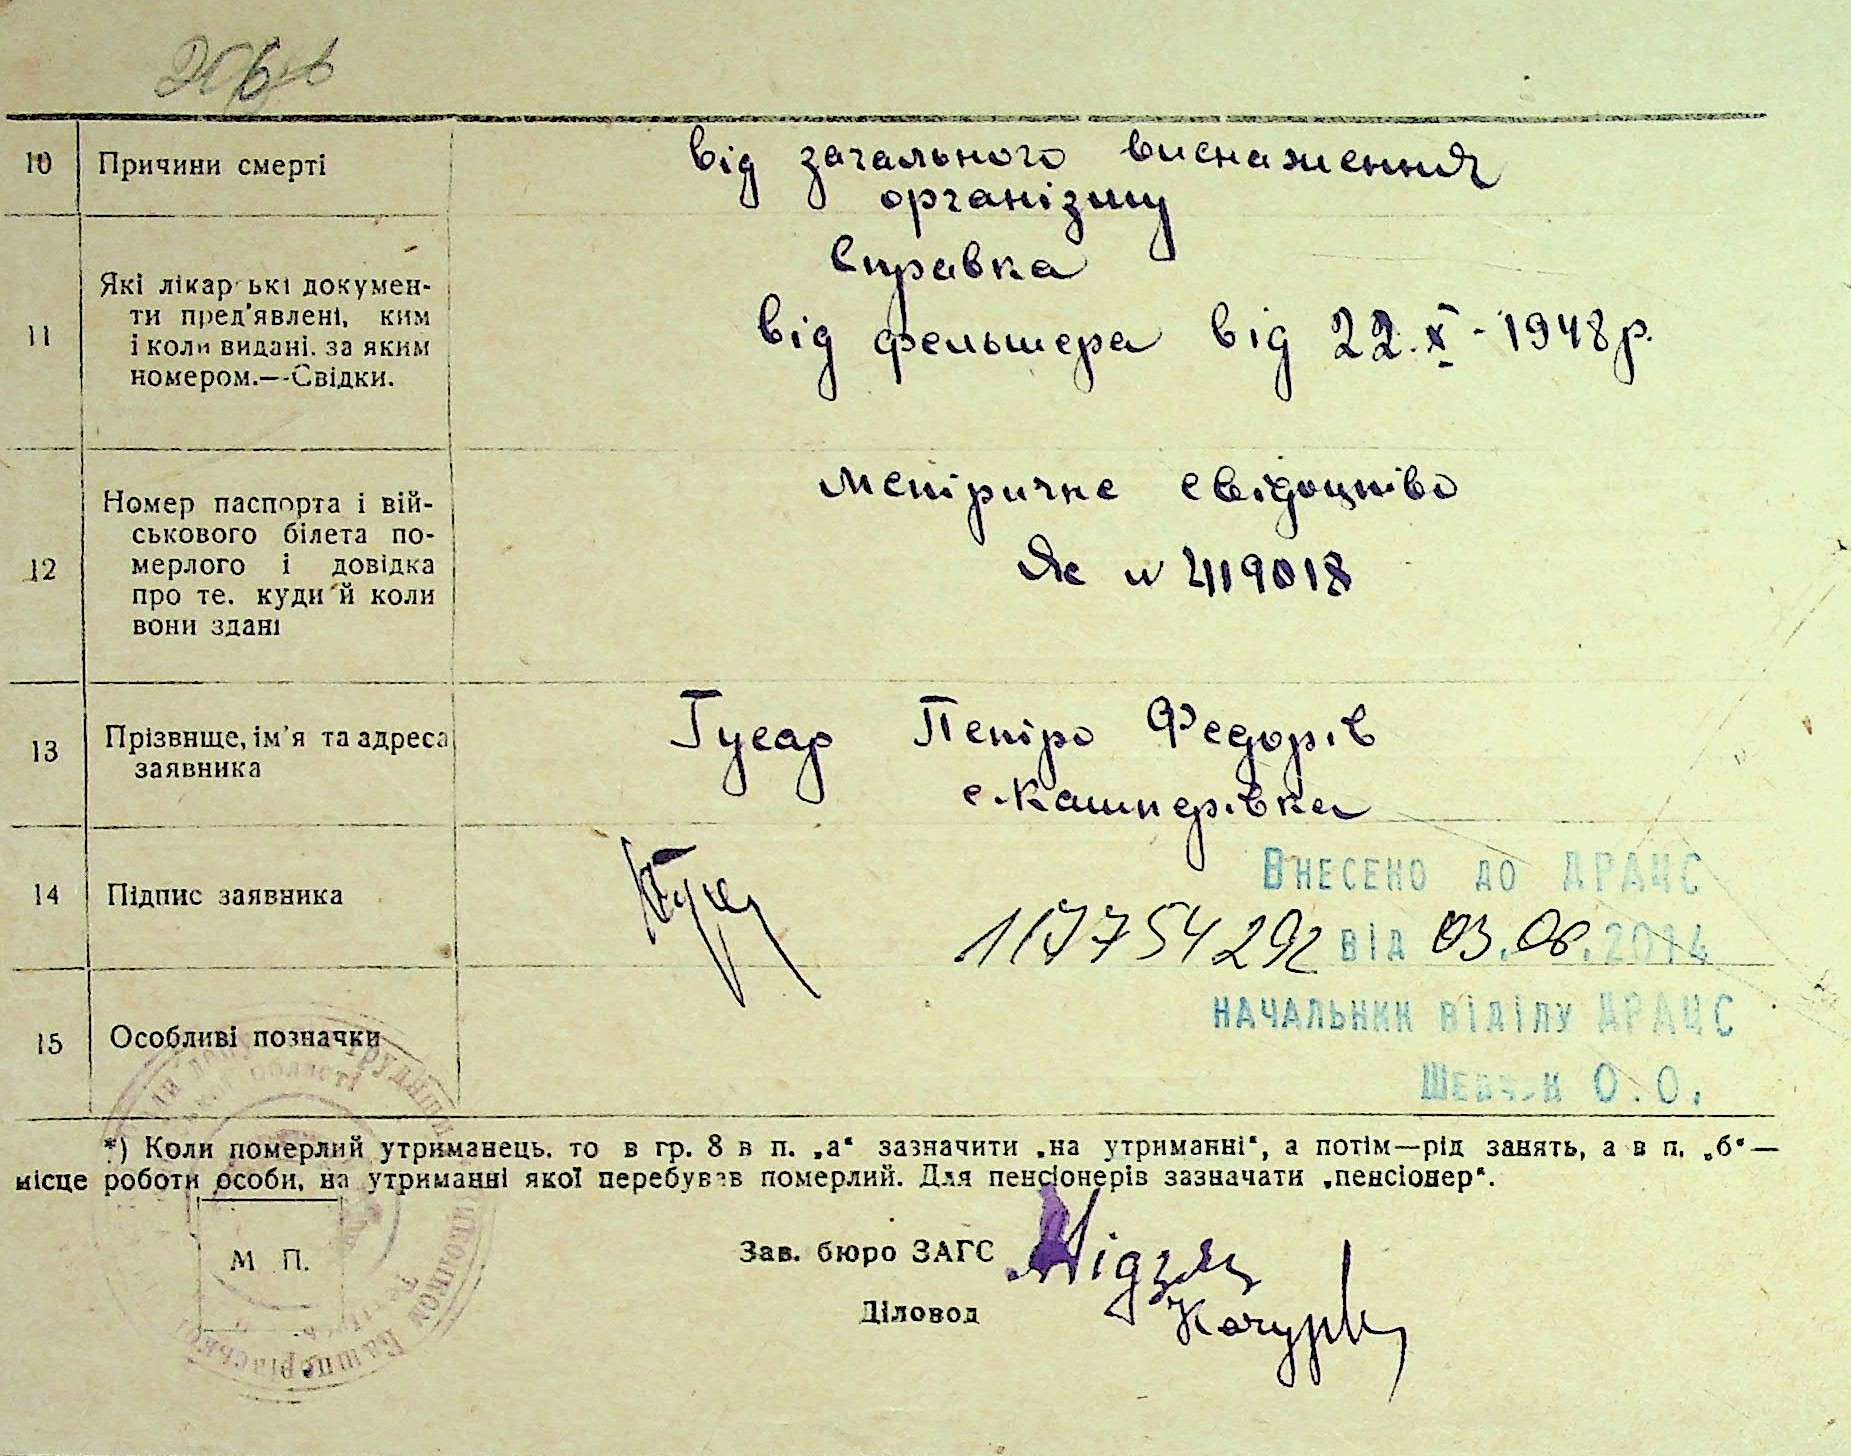 10 Причини смерті
від загального виснаження
організму
11 Які лікарські докумен-
ти пред'явлені, ким
і коли видані. за яким
номером.—Свідки.
Справка
від фельшера від 22.X-1948р.
12 Номер паспорта і вій-
ськового білета по-
мерлого і довідка
про те. куди й коли
вони здані
Метричне свідоцтво
№ 419018
13 Прізвище, ім'я та адреса
заявника
Гусар Петро Федорів
с.Кашперівка
14 Підпис заявника
Внесено до ДРАЦС
від 03.06.2014
15 Особливі позначки
начальник відділу ДРАЦС
Шевчук О.О.
*) Коли померлий утриманець. то в гр. 8 в п. „а“ зазначити „на утриманні“, а потім—рід занять, а в п. „б“—
місце роботи особи, на утриманні якої перебував померлий. Для пенсіонерів зазначати „пенсіонер“.
М П.
Зав. бюро ЗАГС
Діловод